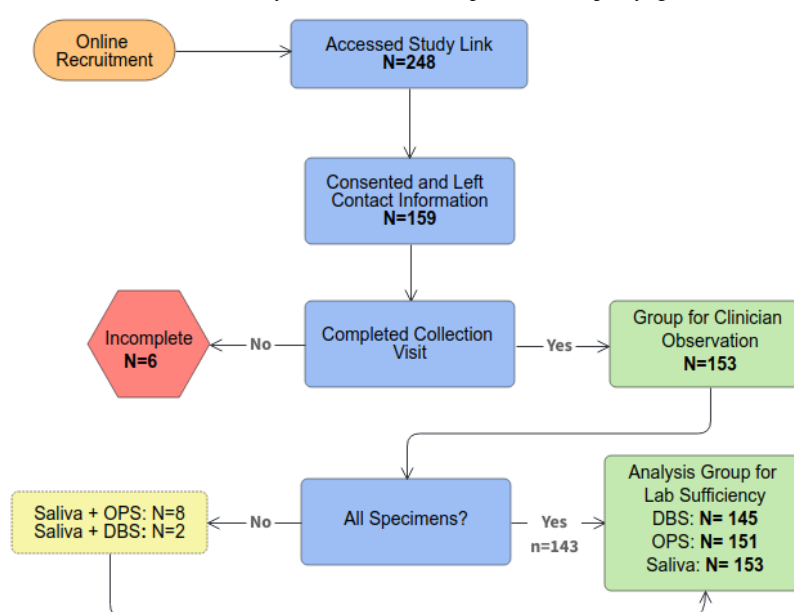 Online
Recruitment
Accessed Study Link
N=248
Consented and Left
Contact Information
N=159
Incomplete
N=6
No
Completed Collection
Visit
Yes
Group for Clinician
Observation
N=153
Saliva + OPS: N=8
Saliva + DBS: N=2
No
All Specimens?
Yes
n=143
Analysis Group for
Lab Sufficiency
DBS: N= 145
OPS: N= 151
Saliva: N= 153